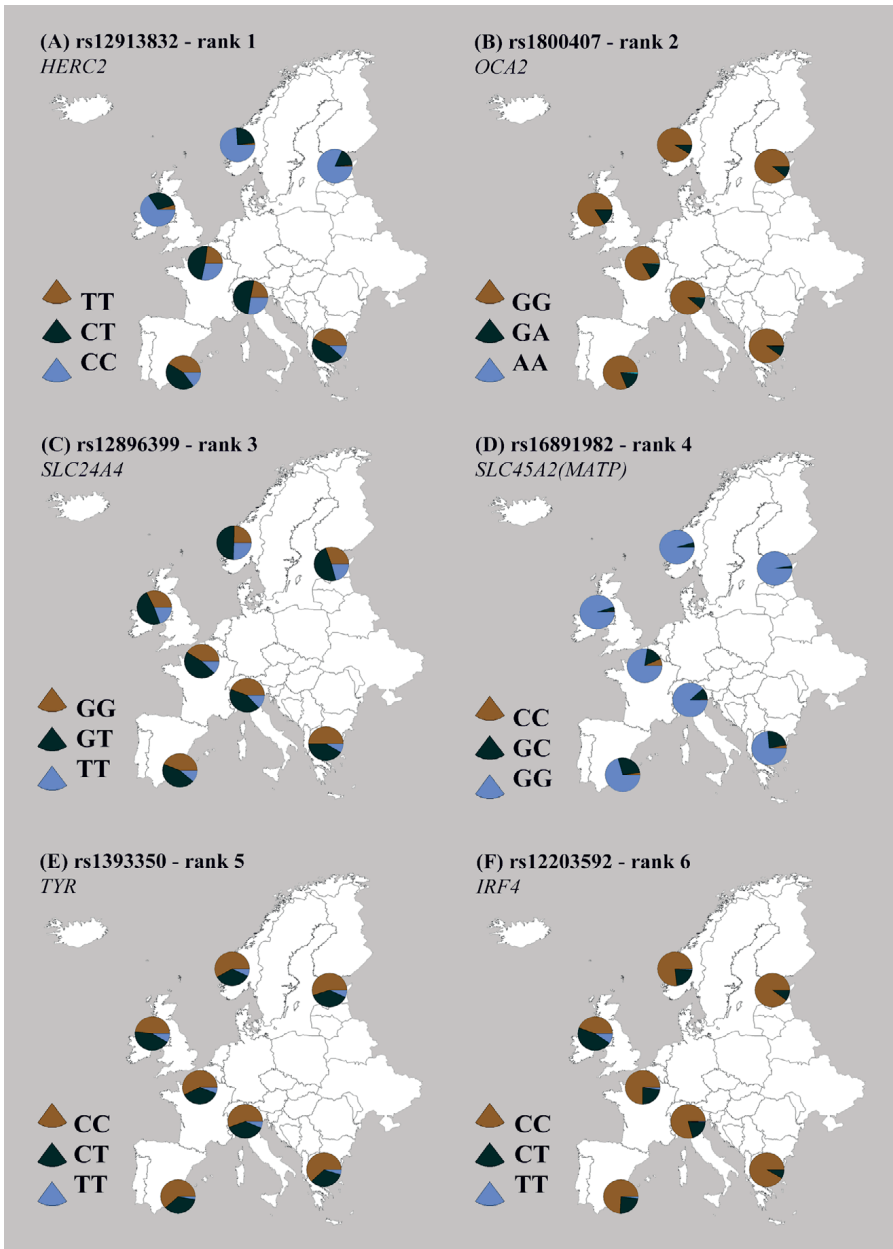 (A) rs12913832 - rank 1
HERC2
TT
CT
CC
(B) rs1800407 - rank 2
OCA2
GG
GA
AA
(C) rs12896399 - rank 3
SLC24A4
GG
GT
TT
(D) rs16891982 - rank 4
SLC45A2(MATP)
CC
GC
GG
(E) rs1393350 - rank 5
TYR
CC
CT
TT
(F) rs12203592 - rank 6
IRF4
CC
CT
TT